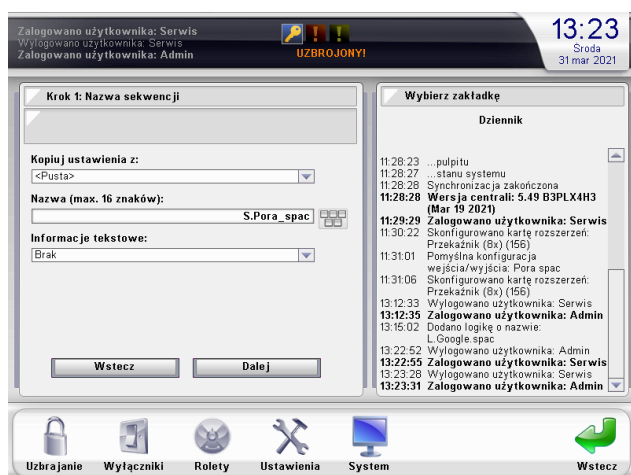 Zalogowano użytkownika: Serwis
Wylogowano użytkownika: Serwis
Zalogowano użytkownika: Admin
UZBROJONY!
13:23
Środa
31 mar 2021
Krok 1: Nazwa sekwencji
Kopiuj ustawienia z:
<Pusta>
Nazwa (max. 16 znaków):
S.Pora_spac
Informacje tekstowe:
Brak
Wstecz
Dalej
Wybierz zakładkę
Dziennik
11:28:23 ...pulpitu
11:28:27 ...stanu systemu
11:28:28 Synchronizacja zakończona
11:28:28 Wersja centrali: 5.49 B3PLX4H3
(Mar 19 2021)
11:29:29 Zalogowano użytkownika: Serwis
11:30:22 Skonfigurowano kartę rozszerzeń:
Przekaźnik (8x) (156)
11:31:01 Pomyślna konfiguracja
wejścia/wyjścia: Pora spac
11:31:06 Skonfigurowano kartę rozszerzeń:
Przekaźnik (8x) (156)
13:12:33 Wylogowano użytkownika: Serwis
13:12:35 Zalogowano użytkownika: Admin
13:15:02 Dodano logikę o nazwie:
L.Google.spac
13:22:52 Wylogowano użytkownika: Admin
13:22:55 Zalogowano użytkownika: Serwis
13:23:28 Wylogowano użytkownika: Serwis
13:23:31 Zalogowano użytkownika: Admin
Uzbrajanie
Wyłączniki
Rolety
Ustawienia
System
Wstecz